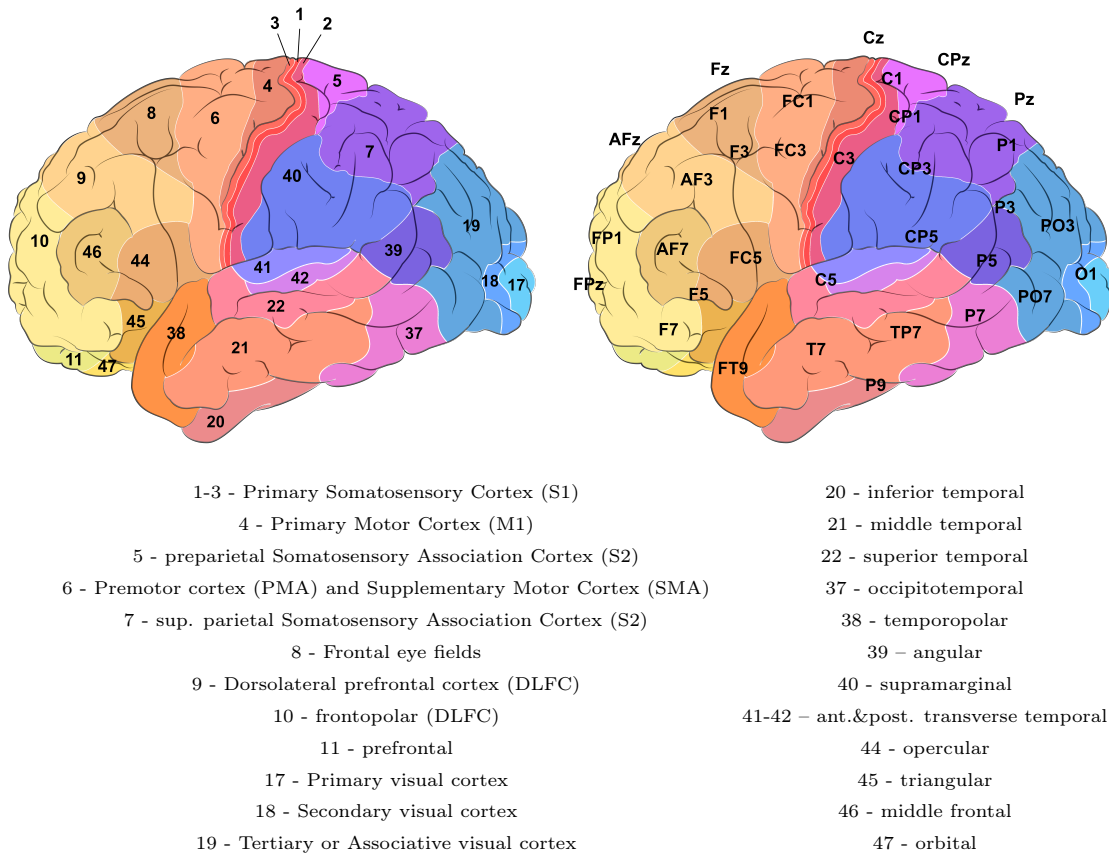 1
3 2
4 5
8 6
7
9 40
10 46 44 19
39
41 42 18 17
22
45 38 37
11 47 21
20
Cz
Fz CPz
C1
FC1 Pz
F1 CP1
AFz F3 FC3 C3 P1
AF3 CP3
P3
FP1 AF7 FC5 CP5 PO3
P5
FPz C5 O1
F5 PO7
F7 TP7 P7
T7
FT9 P9
1-3 - Primary Somatosensory Cortex (S1)
4 - Primary Motor Cortex (M1)
5 - preparietal Somatosensory Association Cortex (S2)
6 - Premotor cortex (PMA) and Supplementary Motor Cortex (SMA)
7 - sup. parietal Somatosensory Association Cortex (S2)
8 - Frontal eye fields
9 - Dorsolateral prefrontal cortex (DLFC)
10 - frontopolar (DLFC)
11 - prefrontal
17 - Primary visual cortex
18 - Secondary visual cortex
19 - Tertiary or Associative visual cortex
20 - inferior temporal
21 - middle temporal
22 - superior temporal
37 - occipitotemporal
38 - temporopolar
39 – angular
40 - supramarginal
41-42 – ant.&post. transverse temporal
44 - opercular
45 - triangular
46 - middle frontal
47 - orbital